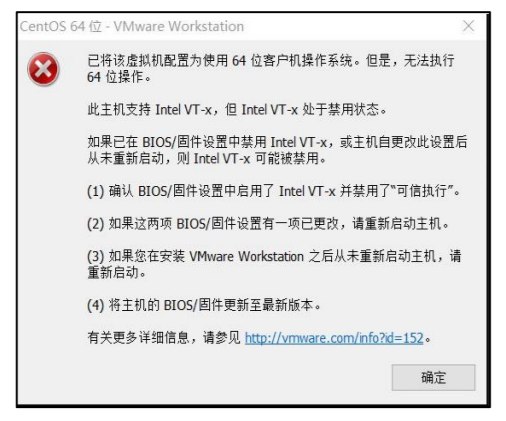 CentOS 64 位 - VMware Workstation
已将该虚拟机配置为使用 64 位客户机操作系统。但是，无法执行
64 位操作。
此主机支持 Intel VT-x，但 Intel VT-x 处于禁用状态。
如果已在 BIOS/固件设置中禁用 Intel VT-x，或主机自更改此设置后
从未重新启动，则 Intel VT-x 可能被禁用。
(1) 确认 BIOS/固件设置中启用了 Intel VT-x 并禁用了“可信执行”。
(2) 如果这两项 BIOS/固件设置有一项已更改，请重新启动主机。
(3) 如果您在安装 VMware Workstation 之后从未重新启动主机，请
重新启动。
(4) 将主机的 BIOS/固件更新至最新版本。
有关更多详细信息，请参见 http://vmware.com/info?id=152。
确定